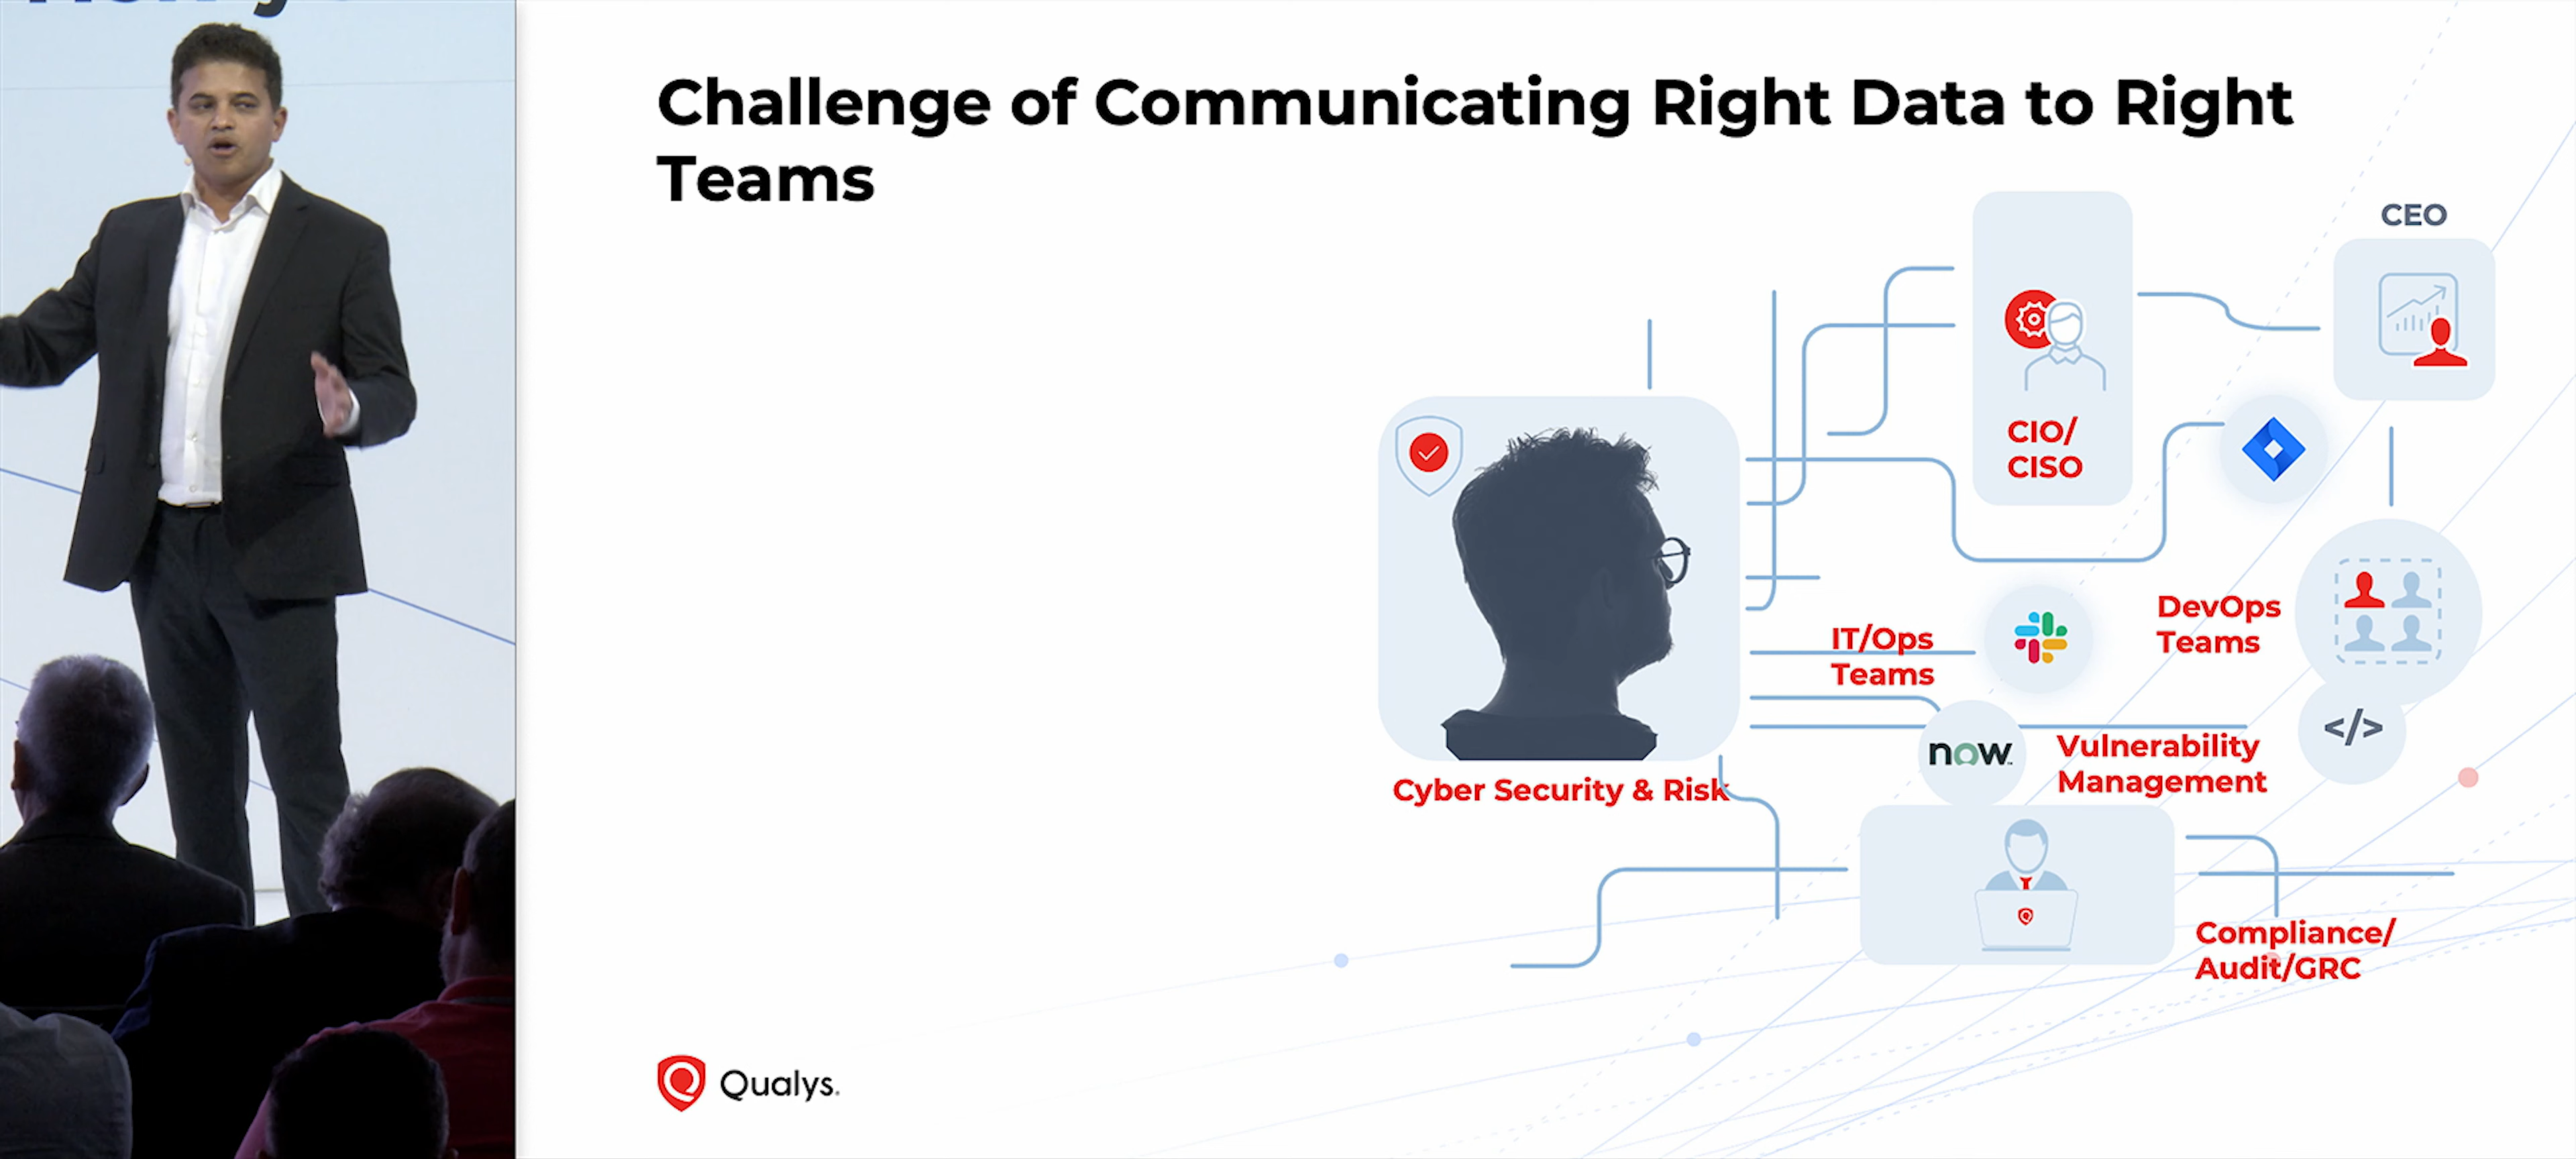 Challenge of Communicating Right Data to Right
Teams
CEO
CIO/
CISO
DevOps
Teams
IT/Ops
Teams
now.
Vulnerability
Management
</>
Cyber Security & Risk
Compliance/
Audit/GRC
Qualys.